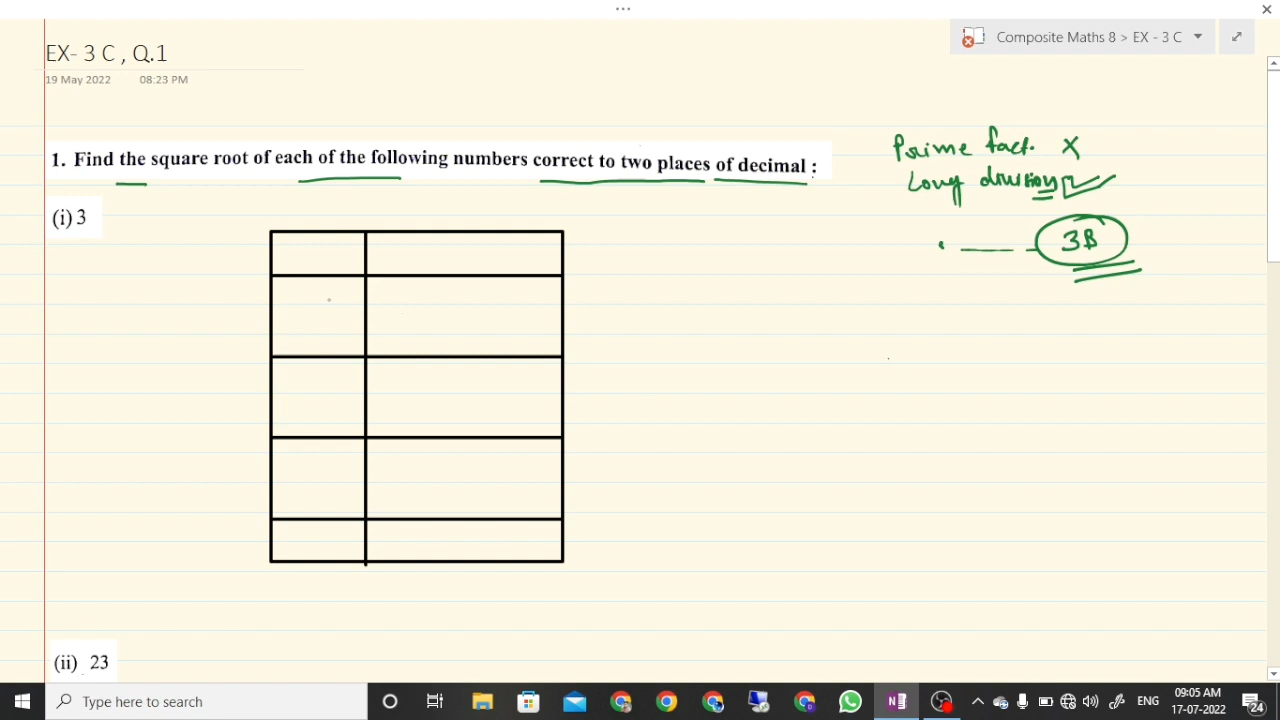 EX- 3 C , Q.1
19 May 2022 08:23 PM
Composite Maths 8 > EX - 3 C
1. Find the square root of each of the following numbers correct to two places of decimal :
Prime fact. X
Long division
(i) 3
3B
(ii) 23
Type here to search
ENG
09:05 AM
17-07-2022
24